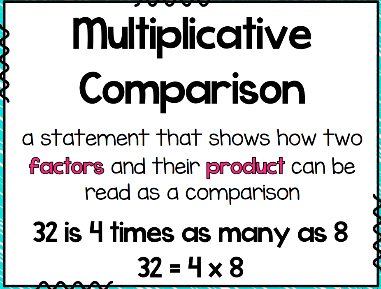 Multiplicative
Comparison
a statement that shows how two
factors and their product can be
read as a comparison
32 is 4 times as many as 8
32 = 4 x 8